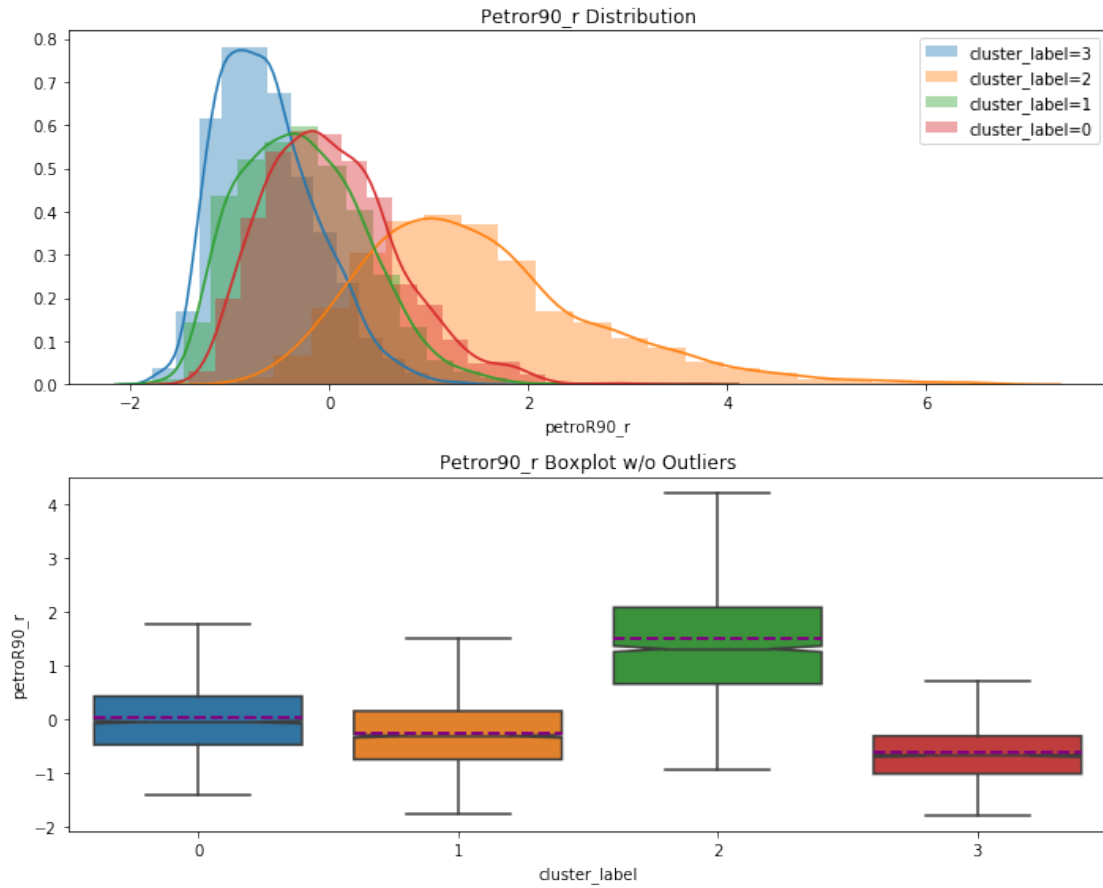 Petror90_r Distribution
0.8
0.7
0.6
0.5
0.4
0.3
0.2
0.1
0.0
cluster_label=3
cluster_label=2
cluster_label=1
cluster_label=0
−2 0 2 4 6
petroR90_r
Petror90_r Boxplot w/o Outliers
petroR90_r
4
3
2
1
0
−1
−2
0 1 2 3
cluster_label